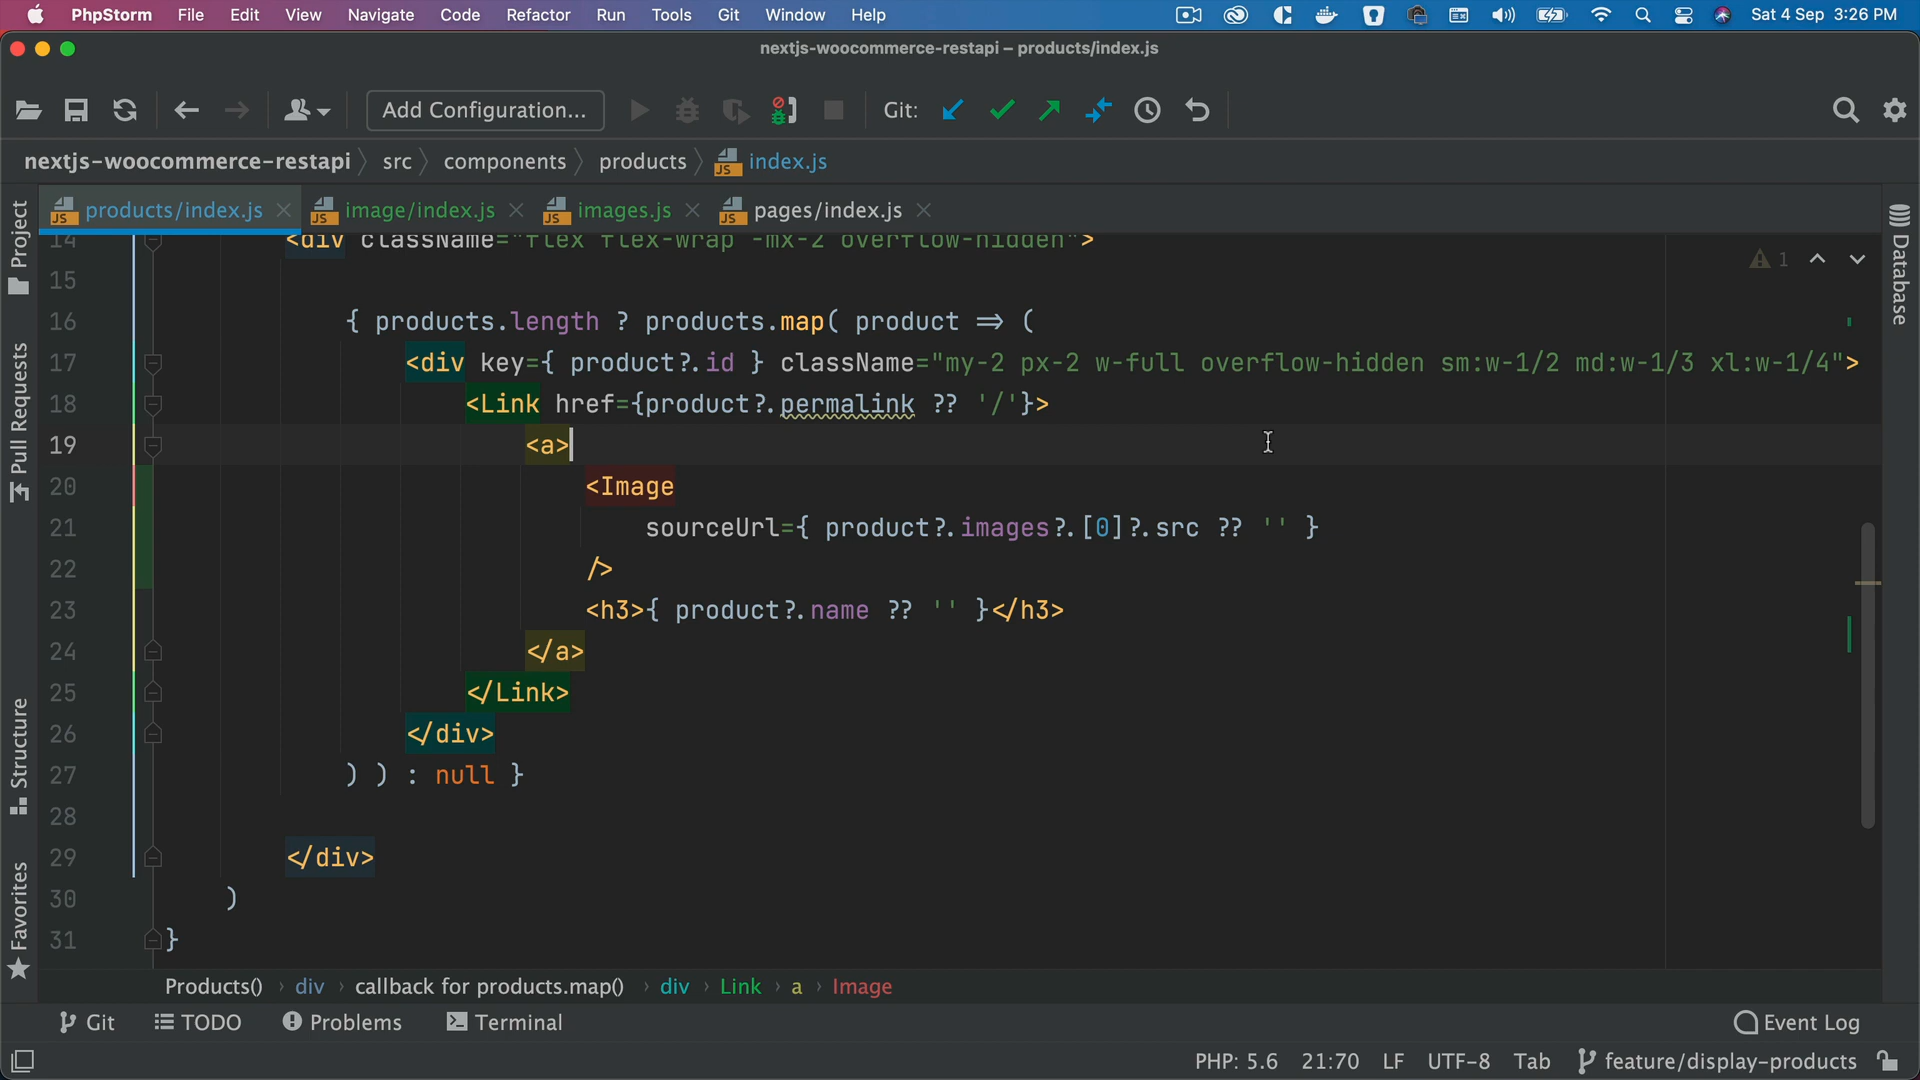 PhpStorm File Edit View Navigate Code Refactor Run Tools Git Window Help Sat 4 Sep 3:26 PM
nextjs-woocommerce-restapi – products/index.js
Add Configuration... Git:
nextjs-woocommerce-restapi src components products index.js
products/index.js image/index.js images.js pages/index.js
Project
Pull Requests
Structure
Favorites
Database
1
14 <div className="flex flex-wrap -mx-2 overflow-hidden">
15
16 { products.length ? products.map( product => (
17 <div key={ product?.id } className="my-2 px-2 w-full overflow-hidden sm:w-1/2 md:w-1/3 xl:w-1/4">
18 <Link href={product?.permalink ?? '/'}>
19 <a>
20 <Image
21 sourceUrl={ product?.images?.[0]?.src ?? '' }
22 />
23 <h3>{ product?.name ?? '' }</h3>
24 </a>
25 </Link>
26 </div>
27 ) ) : null }
28
29 </div>
30 )
31 }
Products() › div › callback for products.map() › div › Link › a › Image
Git TODO Problems Terminal Event Log
PHP: 5.6 21:70 LF UTF-8 Tab feature/display-products